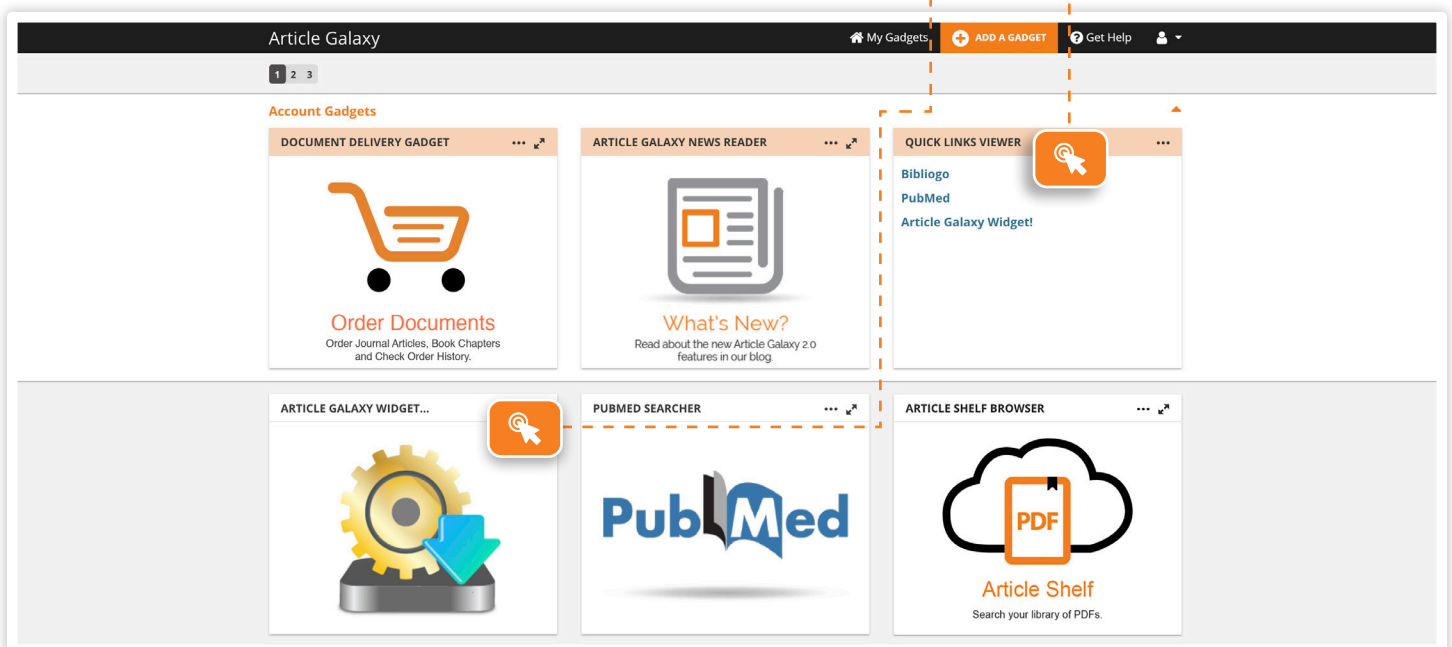 Article Galaxy
My Gadgets
ADD A GADGET
Get Help
1 2 3
Account Gadgets
DOCUMENT DELIVERY GADGET
ARTICLE GALAXY NEWS READER
QUICK LINKS VIEWER
Bibliogo
PubMed
Article Galaxy Widget!
Order Documents
Order Journal Articles, Book Chapters
and Check Order History.
What's New?
Read about the new Article Galaxy 2.0
features in our blog.
ARTICLE GALAXY WIDGET...
PUBMED SEARCHER
ARTICLE SHELF BROWSER
PubMed
PDF
Article Shelf
Search your library of PDFs.